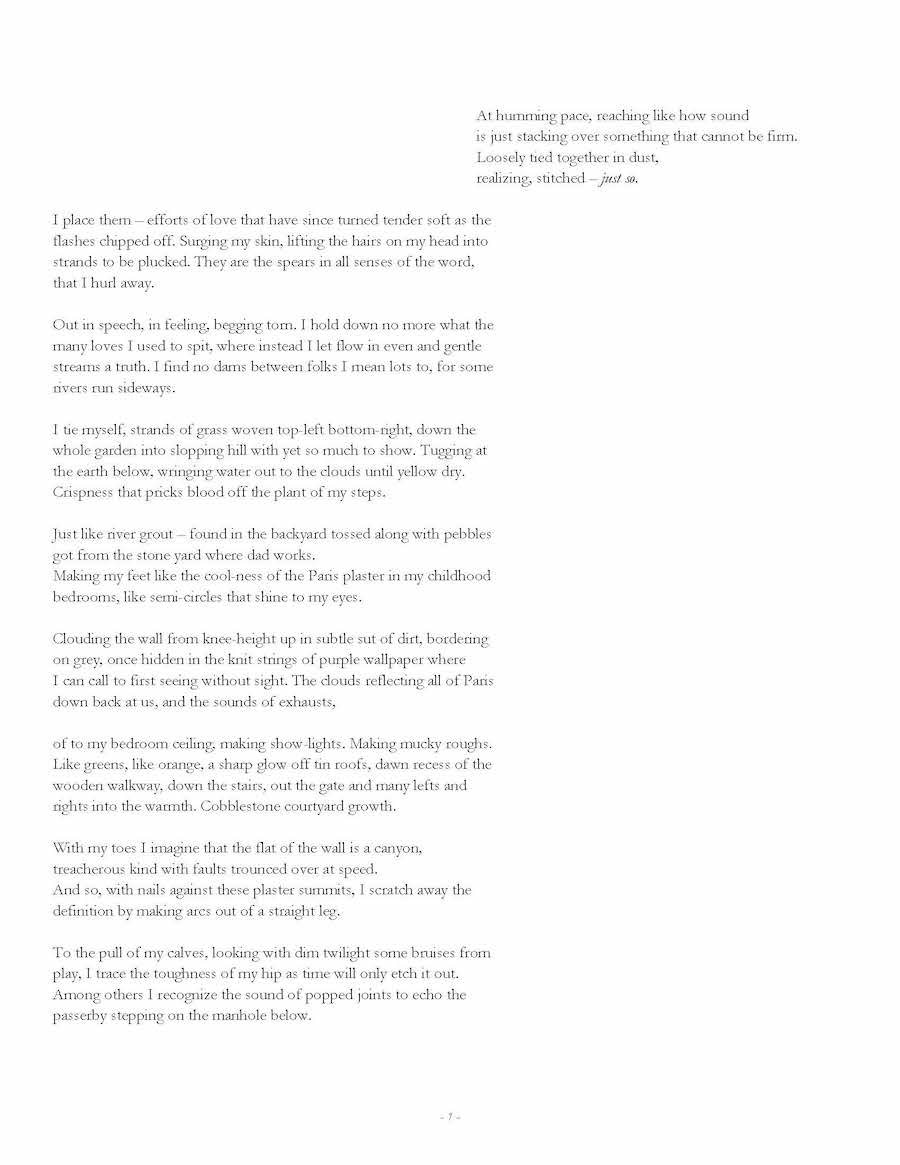 At humming pace, reaching like how sound
is just stacking over something that cannot be firm.
Loosely tied together in dust,
realizing, stitched – just so.
I place them – efforts of love that have since turned tender soft as the
flashes chipped off. Surging my skin, lifting the hairs on my head into
strands to be plucked. They are the spears in all senses of the word,
that I hurl away.
Out in speech, in feeling, begging torn. I hold down no more what the
many loves I used to spit, where instead I let flow in even and gentle
streams a truth. I find no dams between folks I mean lots to, for some
rivers run sideways.
I tie myself, strands of grass woven top-left bottom-right, down the
whole garden into slopping hill with yet so much to show. Tugging at
the earth below, wringing water out to the clouds until yellow dry.
Crispness that pricks blood off the plant of my steps.
Just like river grout – found in the backyard tossed along with pebbles
got from the stone yard where dad works.
Making my feet like the cool-ness of the Paris plaster in my childhood
bedrooms, like semi-circles that shine to my eyes.
Clouding the wall from knee-height up in subtle sut of dirt, bordering
on grey, once hidden in the knit strings of purple wallpaper where
I can call to first seeing without sight. The clouds reflecting all of Paris
down back at us, and the sounds of exhausts,
of to my bedroom ceiling, making show-lights. Making mucky roughs.
Like greens, like orange, a sharp glow off tin roofs, dawn recess of the
wooden walkway, down the stairs, out the gate and many lefts and
rights into the warmth. Cobblestone courtyard growth.
With my toes I imagine that the flat of the wall is a canyon,
treacherous kind with faults trounced over at speed.
And so, with nails against these plaster summits, I scratch away the
definition by making arcs out of a straight leg.
To the pull of my calves, looking with dim twilight some bruises from
play, I trace the toughness of my hip as time will only etch it out.
Among others I recognize the sound of popped joints to echo the
passerby stepping on the manhole below.